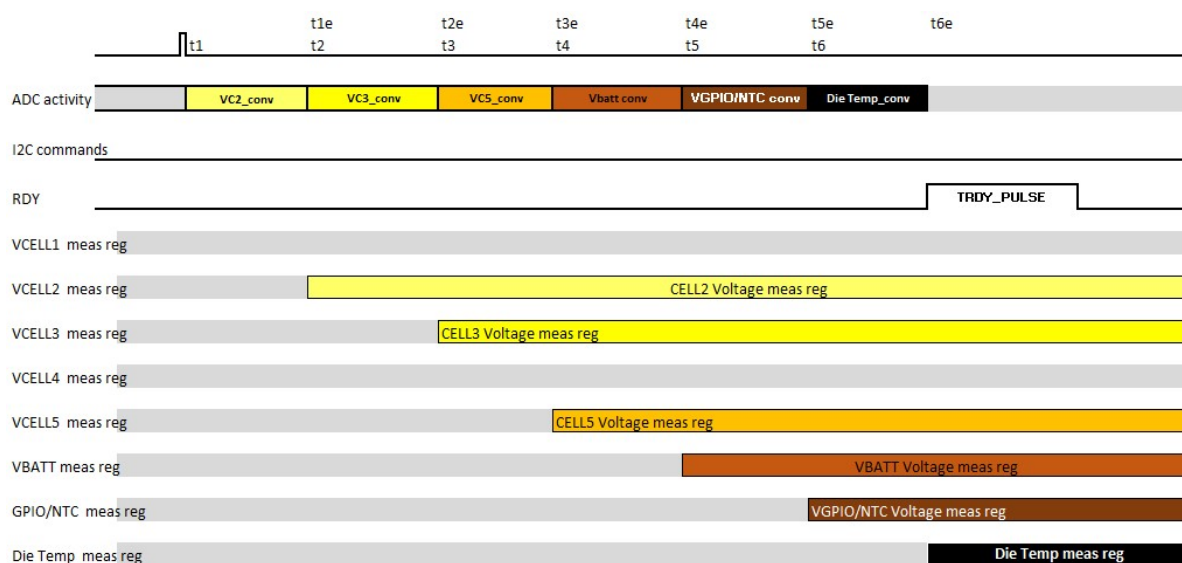 t1e t2e t3e t4e t5e t6e
t1 t2 t3 t4 t5 t6
ADC activity VC2_conv VC3_conv VC5_conv Vbatt conv VGPIO/NTC conv Die Temp_conv
I2C commands
RDY TRDY_PULSE
VCELL1 meas reg
VCELL2 meas reg CELL2 Voltage meas reg
VCELL3 meas reg CELL3 Voltage meas reg
VCELL4 meas reg
VCELL5 meas reg CELL5 Voltage meas reg
VBATT meas reg VBATT Voltage meas reg
GPIO/NTC meas reg VGPIO/NTC Voltage meas reg
Die Temp meas reg Die Temp meas reg